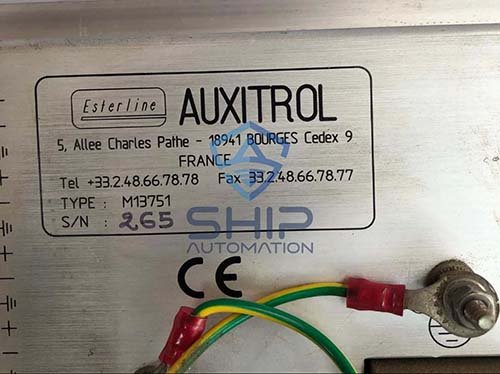 Esterline AUXITROL
5, Allee Charles Pathe - 18941 BOURGES Cedex 9
FRANCE
Tel +33.2.48.66.78.78 Fax 33.2.48.66.78.77
TYPE : M13751
S/N : 265
SHIP
AUTOMATION
CE